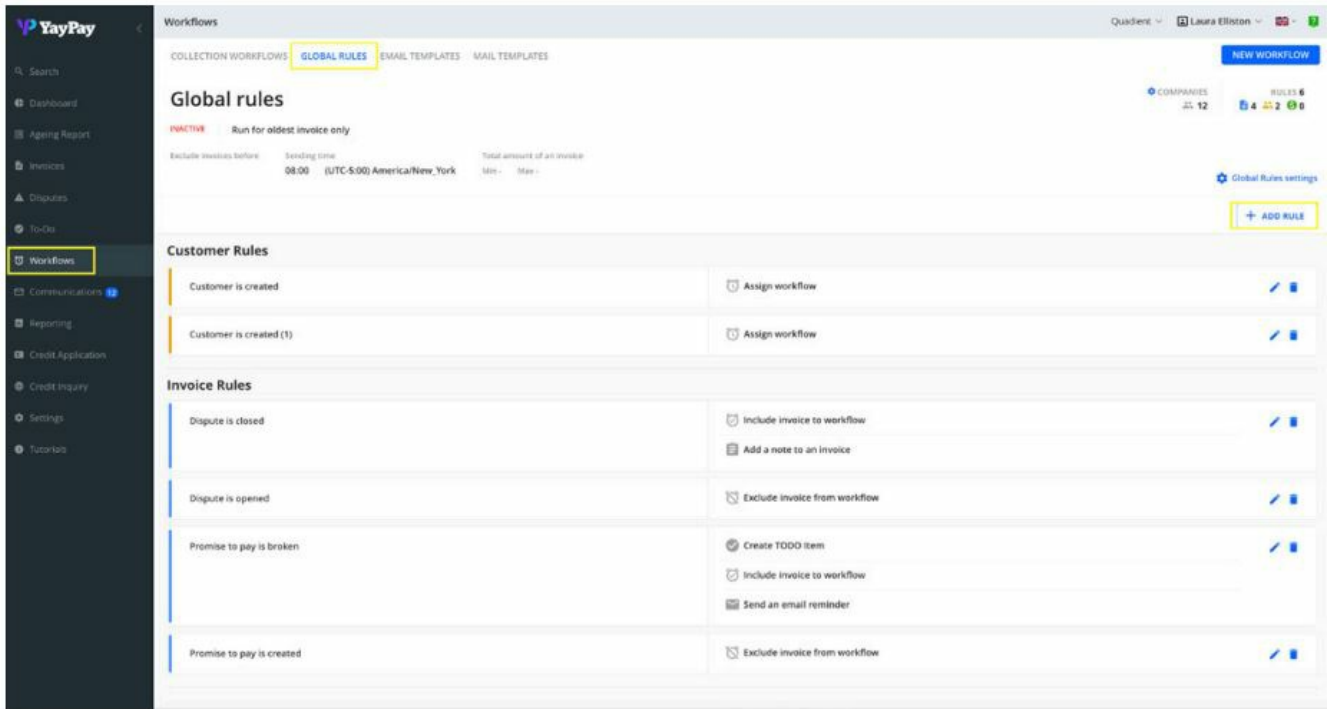 YayPay
Search
Dashboard
Ageing Report
Invoices
Disputes
To-Do
Workflows
Communications 12
Reporting
Credit Application
Credit Inquiry
Settings
Tutorials
Workflows
Quadient
Laura Elliston
COLLECTION WORKFLOWS GLOBAL RULES EMAIL TEMPLATES MAIL TEMPLATES
NEW WORKFLOW
Global rules
COMPANIES
12
RULES 6
4 2 0
INACTIVE Run for oldest invoice only
Exclude invoices before Sending time Total amount of an invoice
08:00 (UTC-5:00) America/New_York Min - Max -
Global Rules settings
+ ADD RULE
Customer Rules
Customer is created Assign workflow
Customer is created (1) Assign workflow
Invoice Rules
Dispute is closed Include invoice to workflow
Add a note to an invoice
Dispute is opened Exclude invoice from workflow
Promise to pay is broken Create TODO item
Include invoice to workflow
Send an email reminder
Promise to pay is created Exclude invoice from workflow